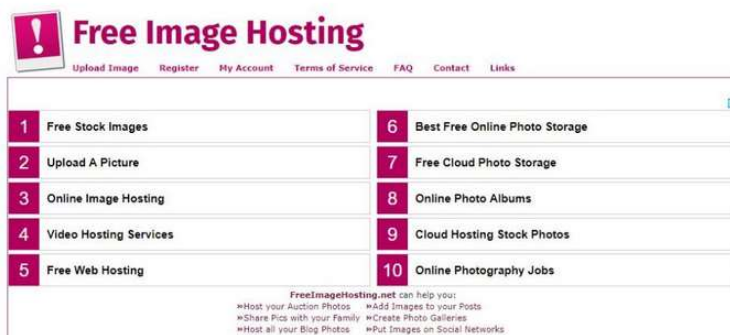 Free Image Hosting
Upload Image Register My Account Terms of Service FAQ Contact Links
1 Free Stock Images
2 Upload A Picture
3 Online Image Hosting
4 Video Hosting Services
5 Free Web Hosting
6 Best Free Online Photo Storage
7 Free Cloud Photo Storage
8 Online Photo Albums
9 Cloud Hosting Stock Photos
10 Online Photography Jobs
FreeImageHosting.net can help you:
»Host your Auction Photos »Add Images to your Posts
»Share Pics with your Family »Create Photo Galleries
»Host all your Blog Photos »Put Images on Social Networks